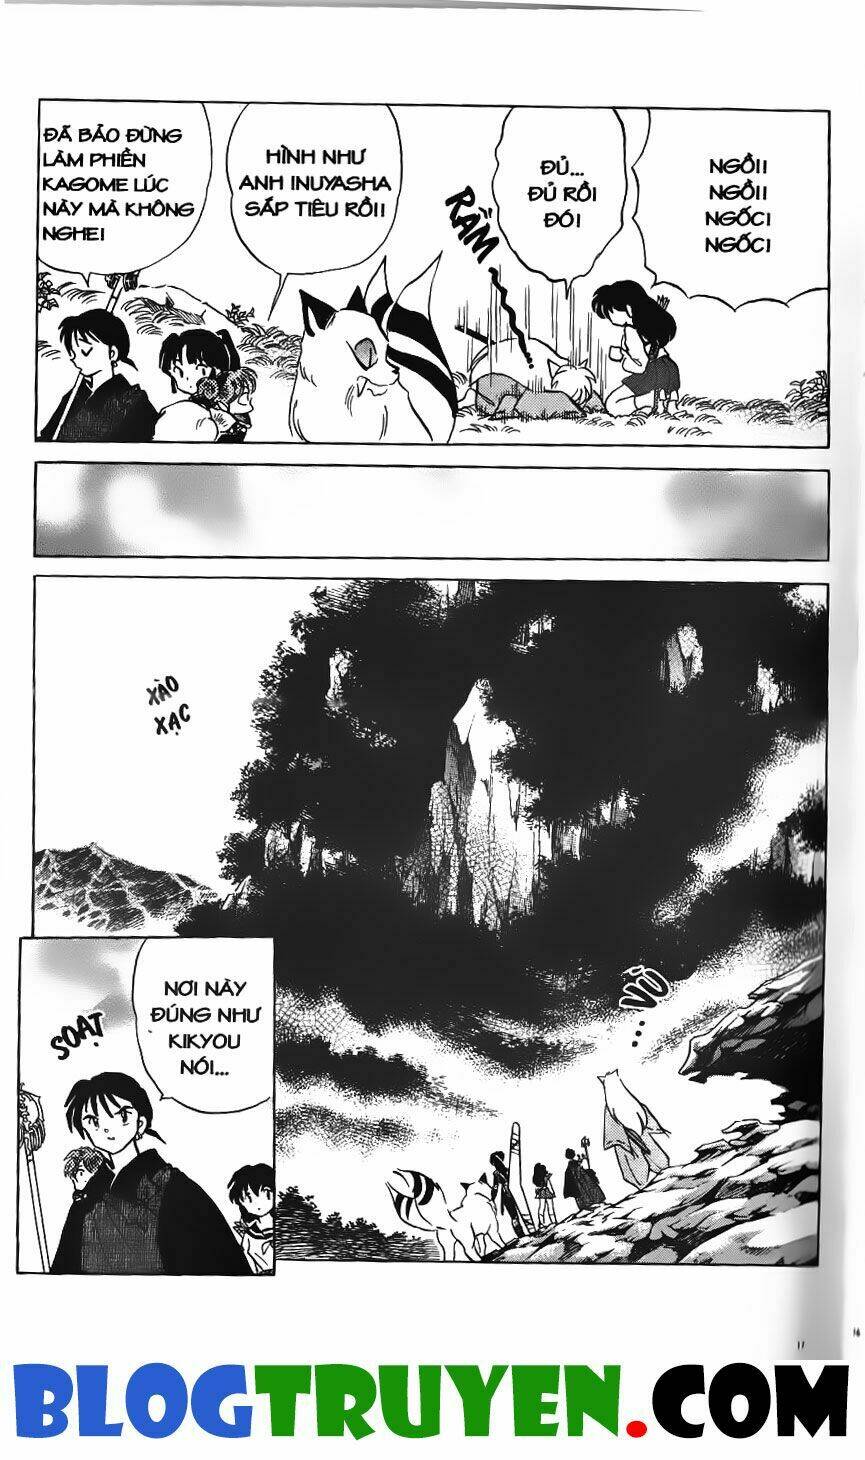 NGỒI!
NGỒI!
NGỐC!
NGỐC!
ĐỦ...
ĐỦ RỒI
ĐÓ!
RẦM
HÌNH NHƯ
ANH INUYASHA
SẮP TIÊU RỒI!
ĐÃ BẢO ĐỪNG
LÀM PHIỀN
KAGOME LÚC
NÀY MÀ KHÔNG
NGHE!
XÀO
XẠC
VÙ
...
NƠI NÀY
ĐÚNG NHƯ
KIKYOU
NÓI...
SOẠT
17
16
BLOGTRUYEN.COM